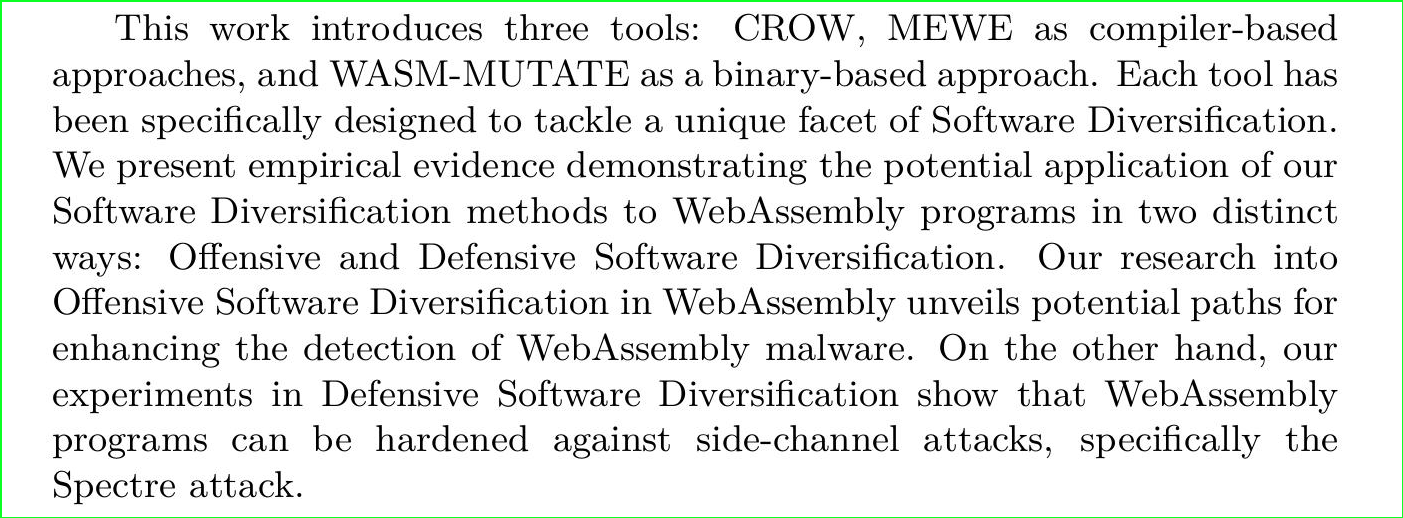 This work introduces three tools: CROW, MEWE as compiler-based
approaches, and WASM-MUTATE as a binary-based approach. Each tool has
been specifically designed to tackle a unique facet of Software Diversification.
We present empirical evidence demonstrating the potential application of our
Software Diversification methods to WebAssembly programs in two distinct
ways: Offensive and Defensive Software Diversification. Our research into
Offensive Software Diversification in WebAssembly unveils potential paths for
enhancing the detection of WebAssembly malware. On the other hand, our
experiments in Defensive Software Diversification show that WebAssembly
programs can be hardened against side-channel attacks, specifically the
Spectre attack.